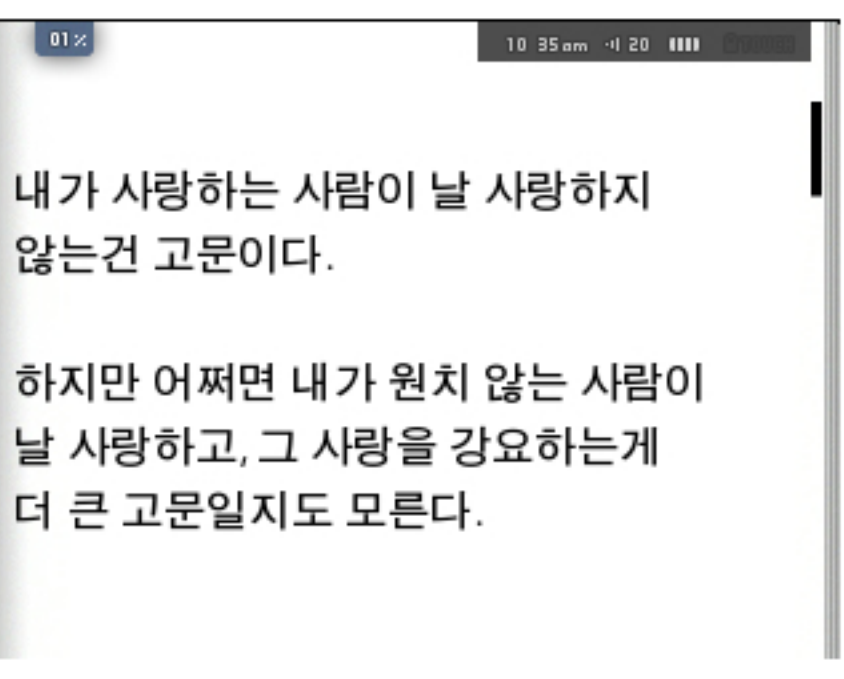 01%
10 35am 20
내가 사랑하는 사람이 날 사랑하지
않는건 고문이다.
하지만 어쩌면 내가 원치 않는 사람이
날 사랑하고, 그 사랑을 강요하는게
더 큰 고문일지도 모른다.